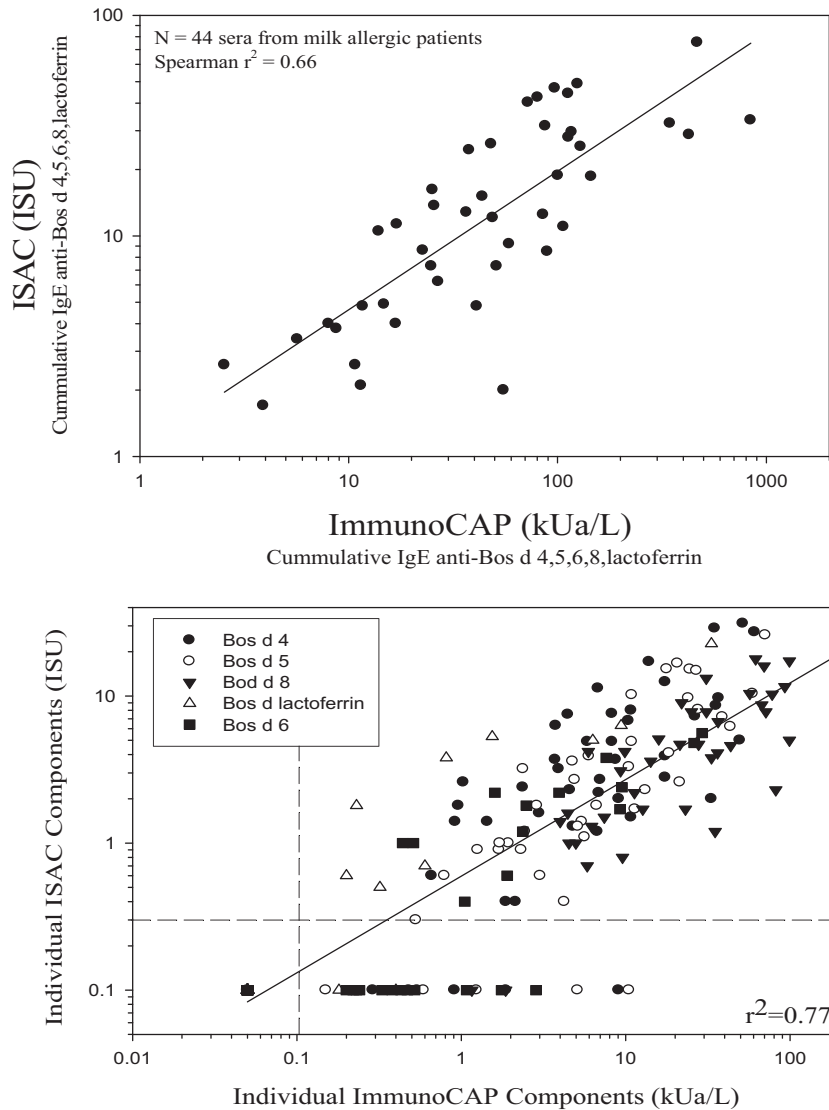 100
N = 44 sera from milk allergic patients
Spearman r² = 0.66
ISAC (ISU)
Cummulative IgE anti-Bos d 4,5,6,8,lactoferrin
10
1
1 10 100 1000
ImmunoCAP (kUa/L)
Cummulative IgE anti-Bos d 4,5,6,8,lactoferrin
Bos d 4
Bos d 5
Bod d 8
Bos d lactoferrin
Bos d 6
Individual ISAC Components (ISU)
10
1
0.1
r²=0.77
0.01 0.1 1 10 100
Individual ImmunoCAP Components (kUa/L)